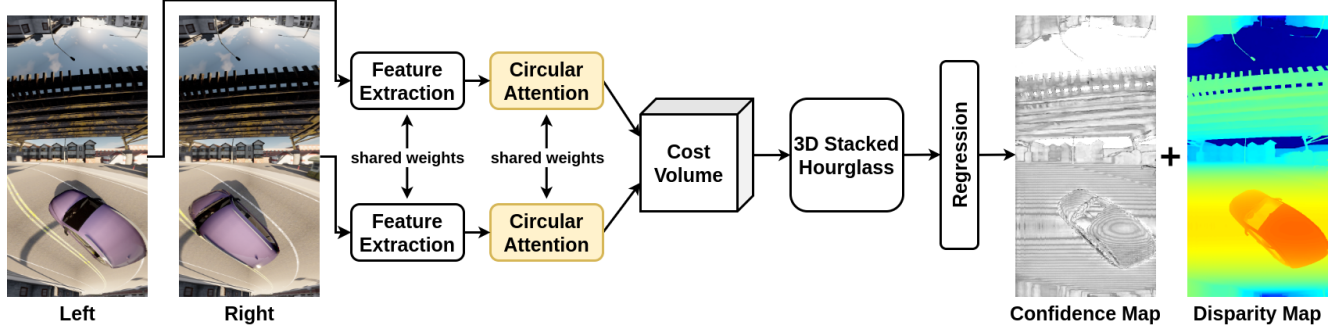 Feature
Extraction
Circular
Attention
shared weights
shared weights
Feature
Extraction
Circular
Attention
Cost
Volume
3D Stacked
Hourglass
Regression
+
Left
Right
Confidence Map
Disparity Map